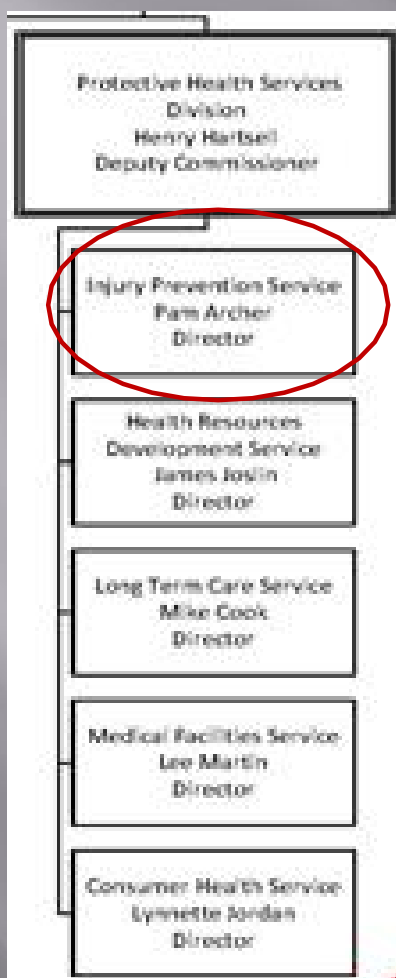 Protective Health Services
Division
Henry Hartsell
Deputy Commissioner
Injury Prevention Service
Pam Archer
Director
Health Resources
Development Service
James Joslin
Director
Long Term Care Service
Mike Cook
Director
Medical Facilities Service
Lee Martin
Director
Consumer Health Service
Lynnette Jordan
Director